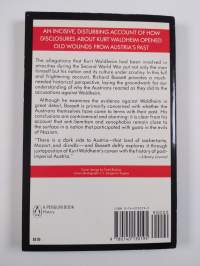 AN INCISIVE, DISTURBING ACCOUNT OF HOW
DISCLOSURES ABOUT KURT WALDHEIM OPENED
OLD WOUNDS FROM AUSTRIA'S PAST
The allegations that Kurt Waldheim had been involved in
atrocities during the Second World War put not only the man
himself but his nation and its culture under scrutiny. In this full
and frightening chronicle, Richard Bassett provides a much-
needed historical perspective, laying the groundwork for our
understanding of why the Austrians reacted as they did to the
accusations against Waldheim.
Although he examines the evidence against Waldheim in
great detail, Bassett is primarily concerned with whether the
Austrians themselves have come to terms with their past. His
conclusions are controversial and stunning: it is clear from his
account that anti-Semitism and xenophobia remain close to
the surface in a nation that participated with gusto in the evils
of Nazism.
"There is a dark side to Austria—that land of
Mozart, and dirndls—and Bassett deftly explores it through
juxtaposition of Kurt Waldheim's career with the history of post-
imperial Austria."
—Library Journal
A PENGUIN BOOK
History